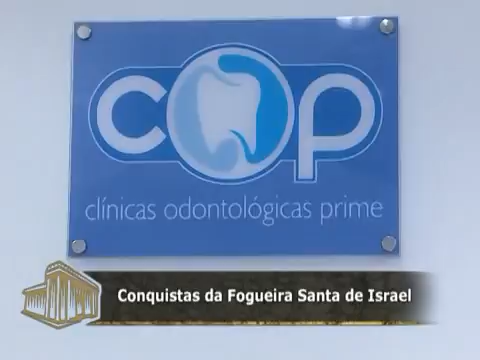 cop
clínicas odontológicas prime
Conquistas da Fogueira Santa de Israel